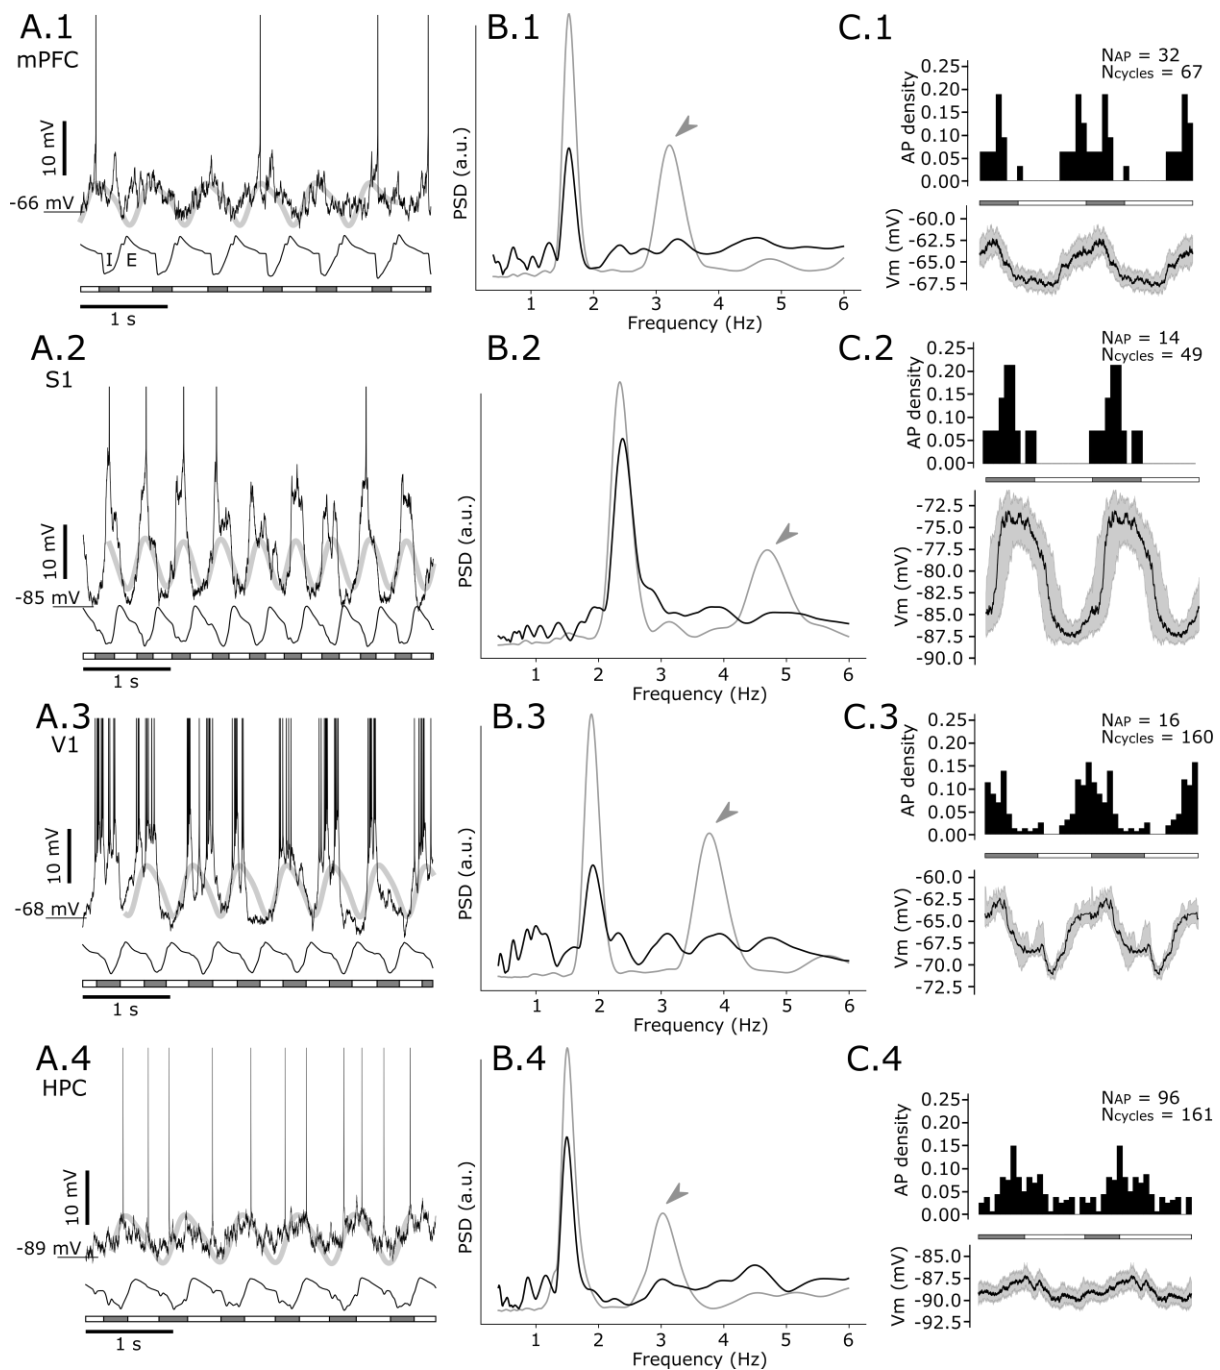 A.1
mPFC
10 mV
-66 mV
I E
1 s
B.1
PSD (a.u.)
1 2 3 4 5 6
Frequency (Hz)
C.1
NAP = 32
Ncycles = 67
AP density
0.25
0.20
0.15
0.10
0.05
0.00
Vm (mV)
-60.0
-62.5
-65.0
-67.5
A.2
S1
10 mV
-85 mV
1 s
B.2
PSD (a.u.)
1 2 3 4 5 6
Frequency (Hz)
C.2
NAP = 14
Ncycles = 49
AP density
0.25
0.20
0.15
0.10
0.05
0.00
Vm (mV)
-72.5
-75.0
-77.5
-80.0
-82.5
-85.0
-87.5
-90.0
A.3
V1
10 mV
-68 mV
1 s
B.3
PSD (a.u.)
1 2 3 4 5 6
Frequency (Hz)
C.3
NAP = 16
Ncycles = 160
AP density
0.25
0.20
0.15
0.10
0.05
0.00
Vm (mV)
-60.0
-62.5
-65.0
-67.5
-70.0
-72.5
A.4
HPC
10 mV
-89 mV
1 s
B.4
PSD (a.u.)
1 2 3 4 5 6
Frequency (Hz)
C.4
NAP = 96
Ncycles = 161
AP density
0.25
0.20
0.15
0.10
0.05
0.00
Vm (mV)
-85.0
-87.5
-90.0
-92.5